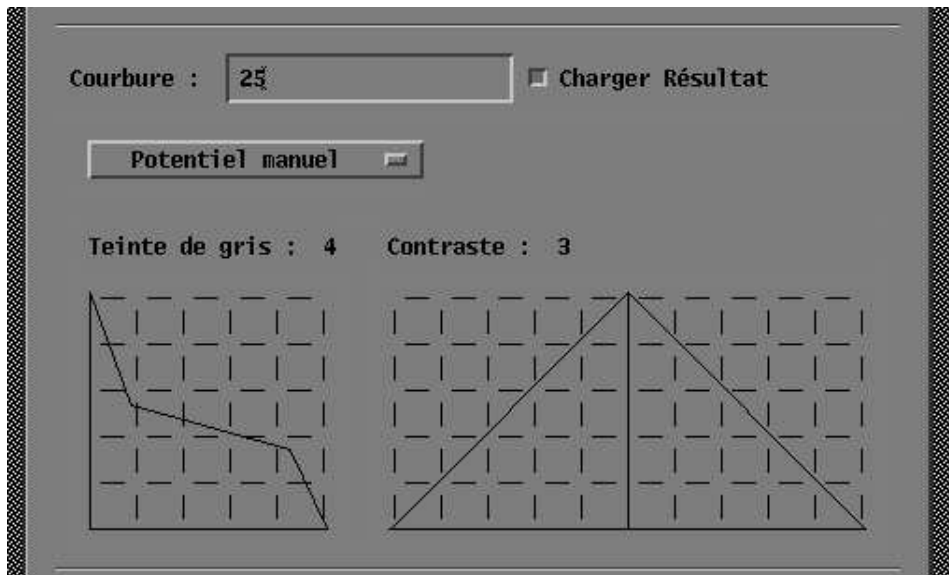 Courbure : 25 Charger Résultat
Potentiel manuel
Teinte de gris : 4 Contraste : 3